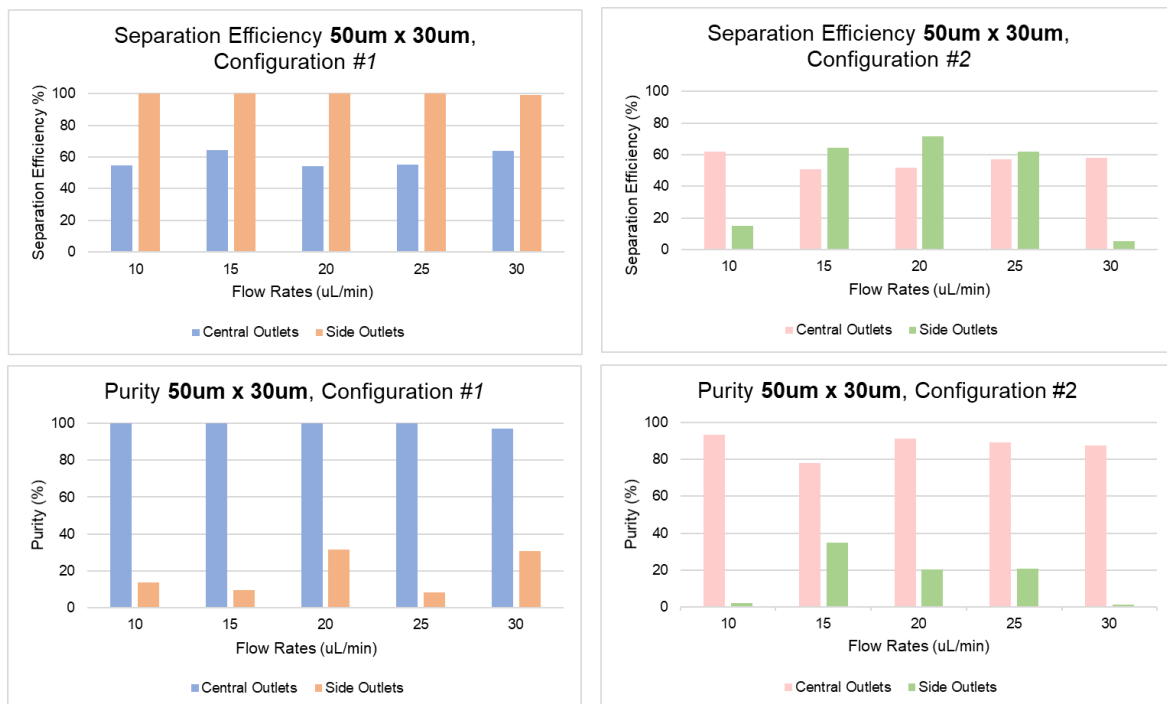 Separation Efficiency 50um x 30um,
Configuration #1
Separation Efficiency %)
100
80
60
40
20
0
10 15 20 25 30
Flow Rates (uL/min)
Central Outlets Side Outlets
Separation Efficiency 50um x 30um,
Configuration #2
Separation Efficiency (%)
100
80
60
40
20
0
10 15 20 25 30
Flow Rates (uL/min)
Central Outlets Side Outlets
Purity 50um x 30um, Configuration #1
Purity (%)
100
80
60
40
20
0
10 15 20 25 30
Flow Rates (uL/min)
Central Outlets Side Outlets
Purity 50um x 30um, Configuration #2
Purity (%)
100
80
60
40
20
0
10 15 20 25 30
Flow Rates (uL/min)
Central Outlets Side Outlets